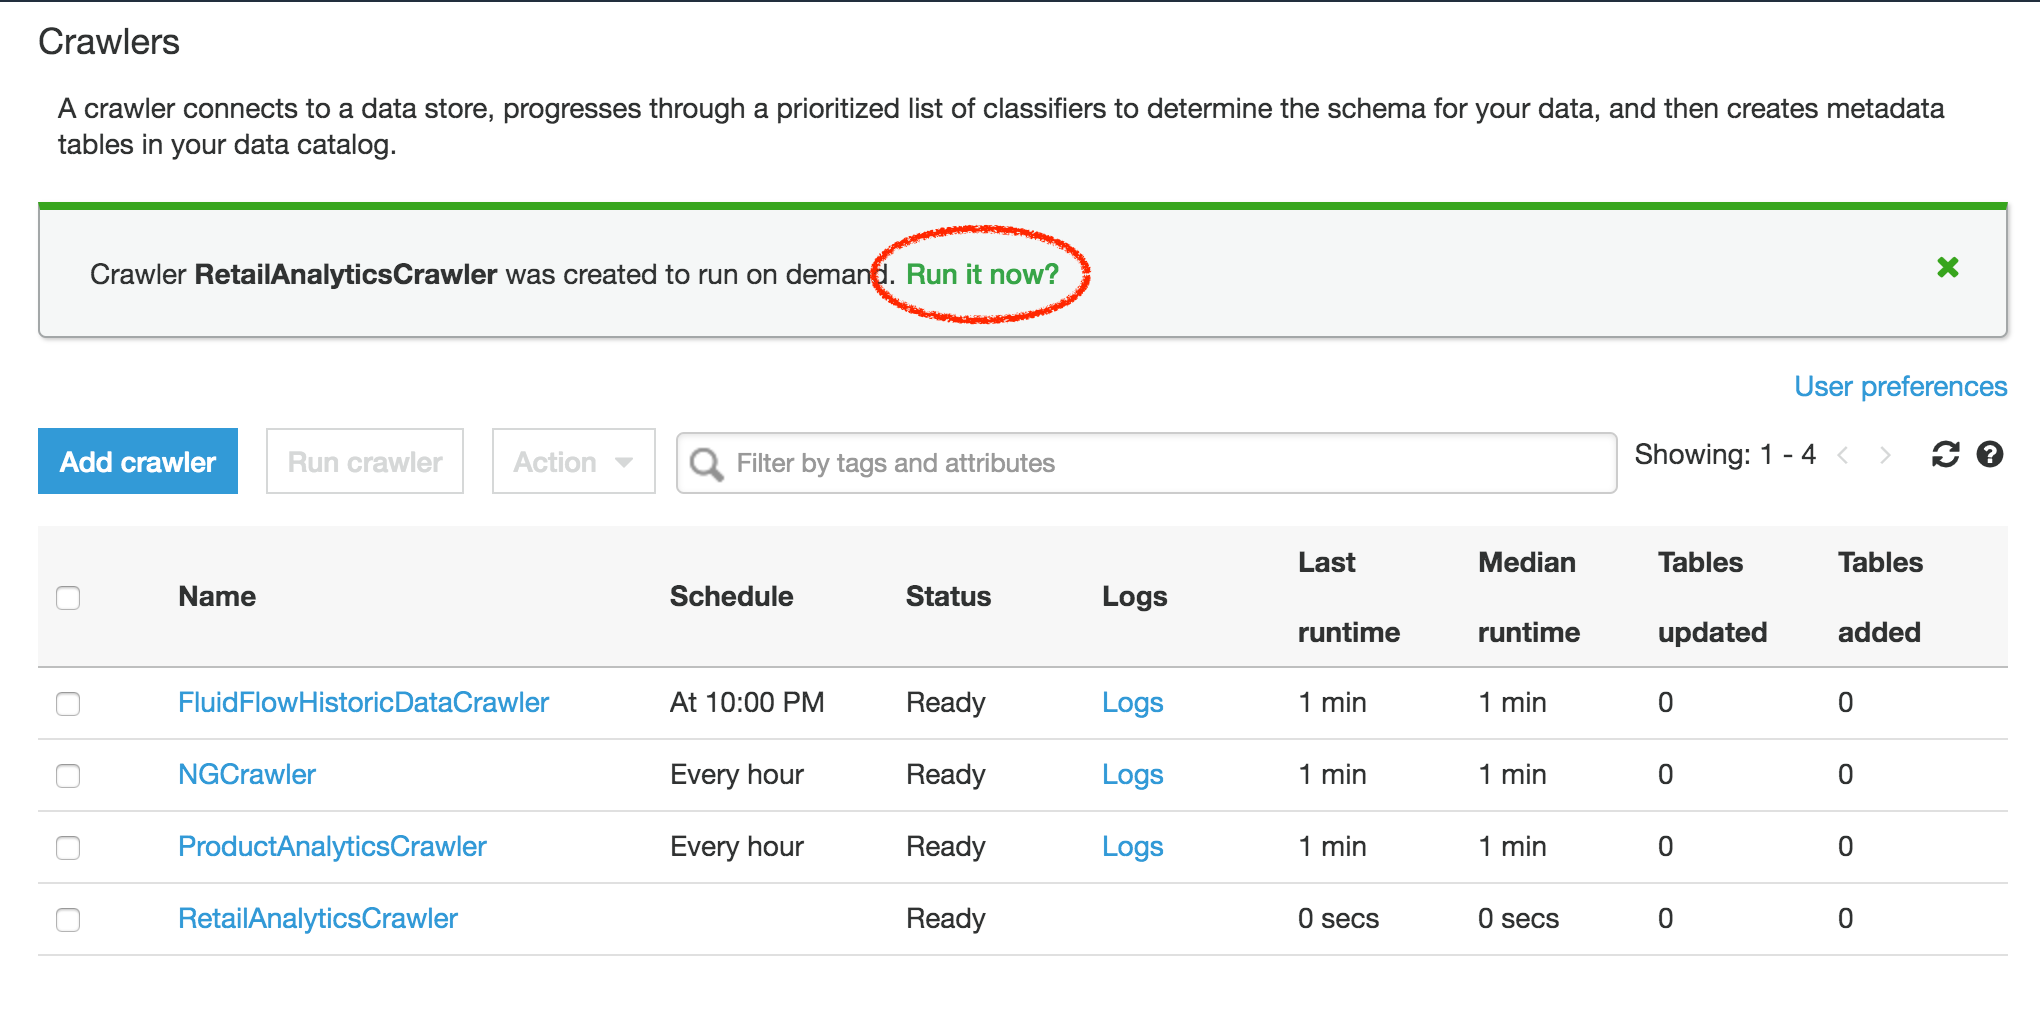 Crawlers
A crawler connects to a data store, progresses through a prioritized list of classifiers to determine the schema for your data, and then creates metadata
tables in your data catalog.
Crawler RetailAnalyticsCrawler was created to run on demand. Run it now?
User preferences
Add crawler Run crawler Action Filter by tags and attributes Showing: 1 - 4
Name Schedule Status Logs Last runtime Median runtime Tables updated Tables added
FluidFlowHistoricDataCrawler At 10:00 PM Ready Logs 1 min 1 min 0 0
NGCrawler Every hour Ready Logs 1 min 1 min 0 0
ProductAnalyticsCrawler Every hour Ready Logs 1 min 1 min 0 0
RetailAnalyticsCrawler Ready 0 secs 0 secs 0 0